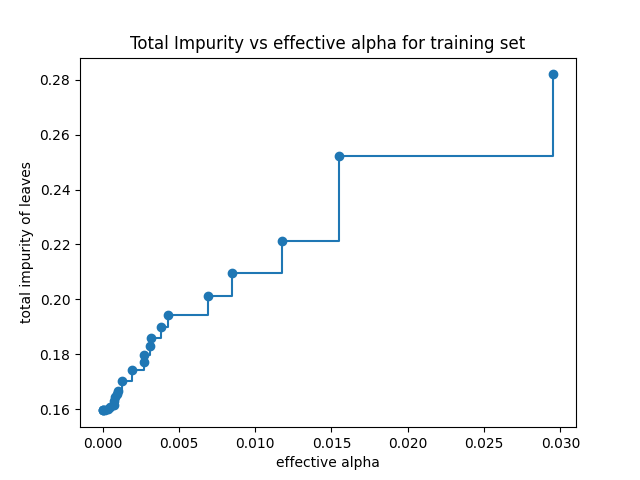 Total Impurity vs effective alpha for training set
total impurity of leaves
0.28
0.26
0.24
0.22
0.20
0.18
0.16
0.000 0.005 0.010 0.015 0.020 0.025 0.030
effective alpha